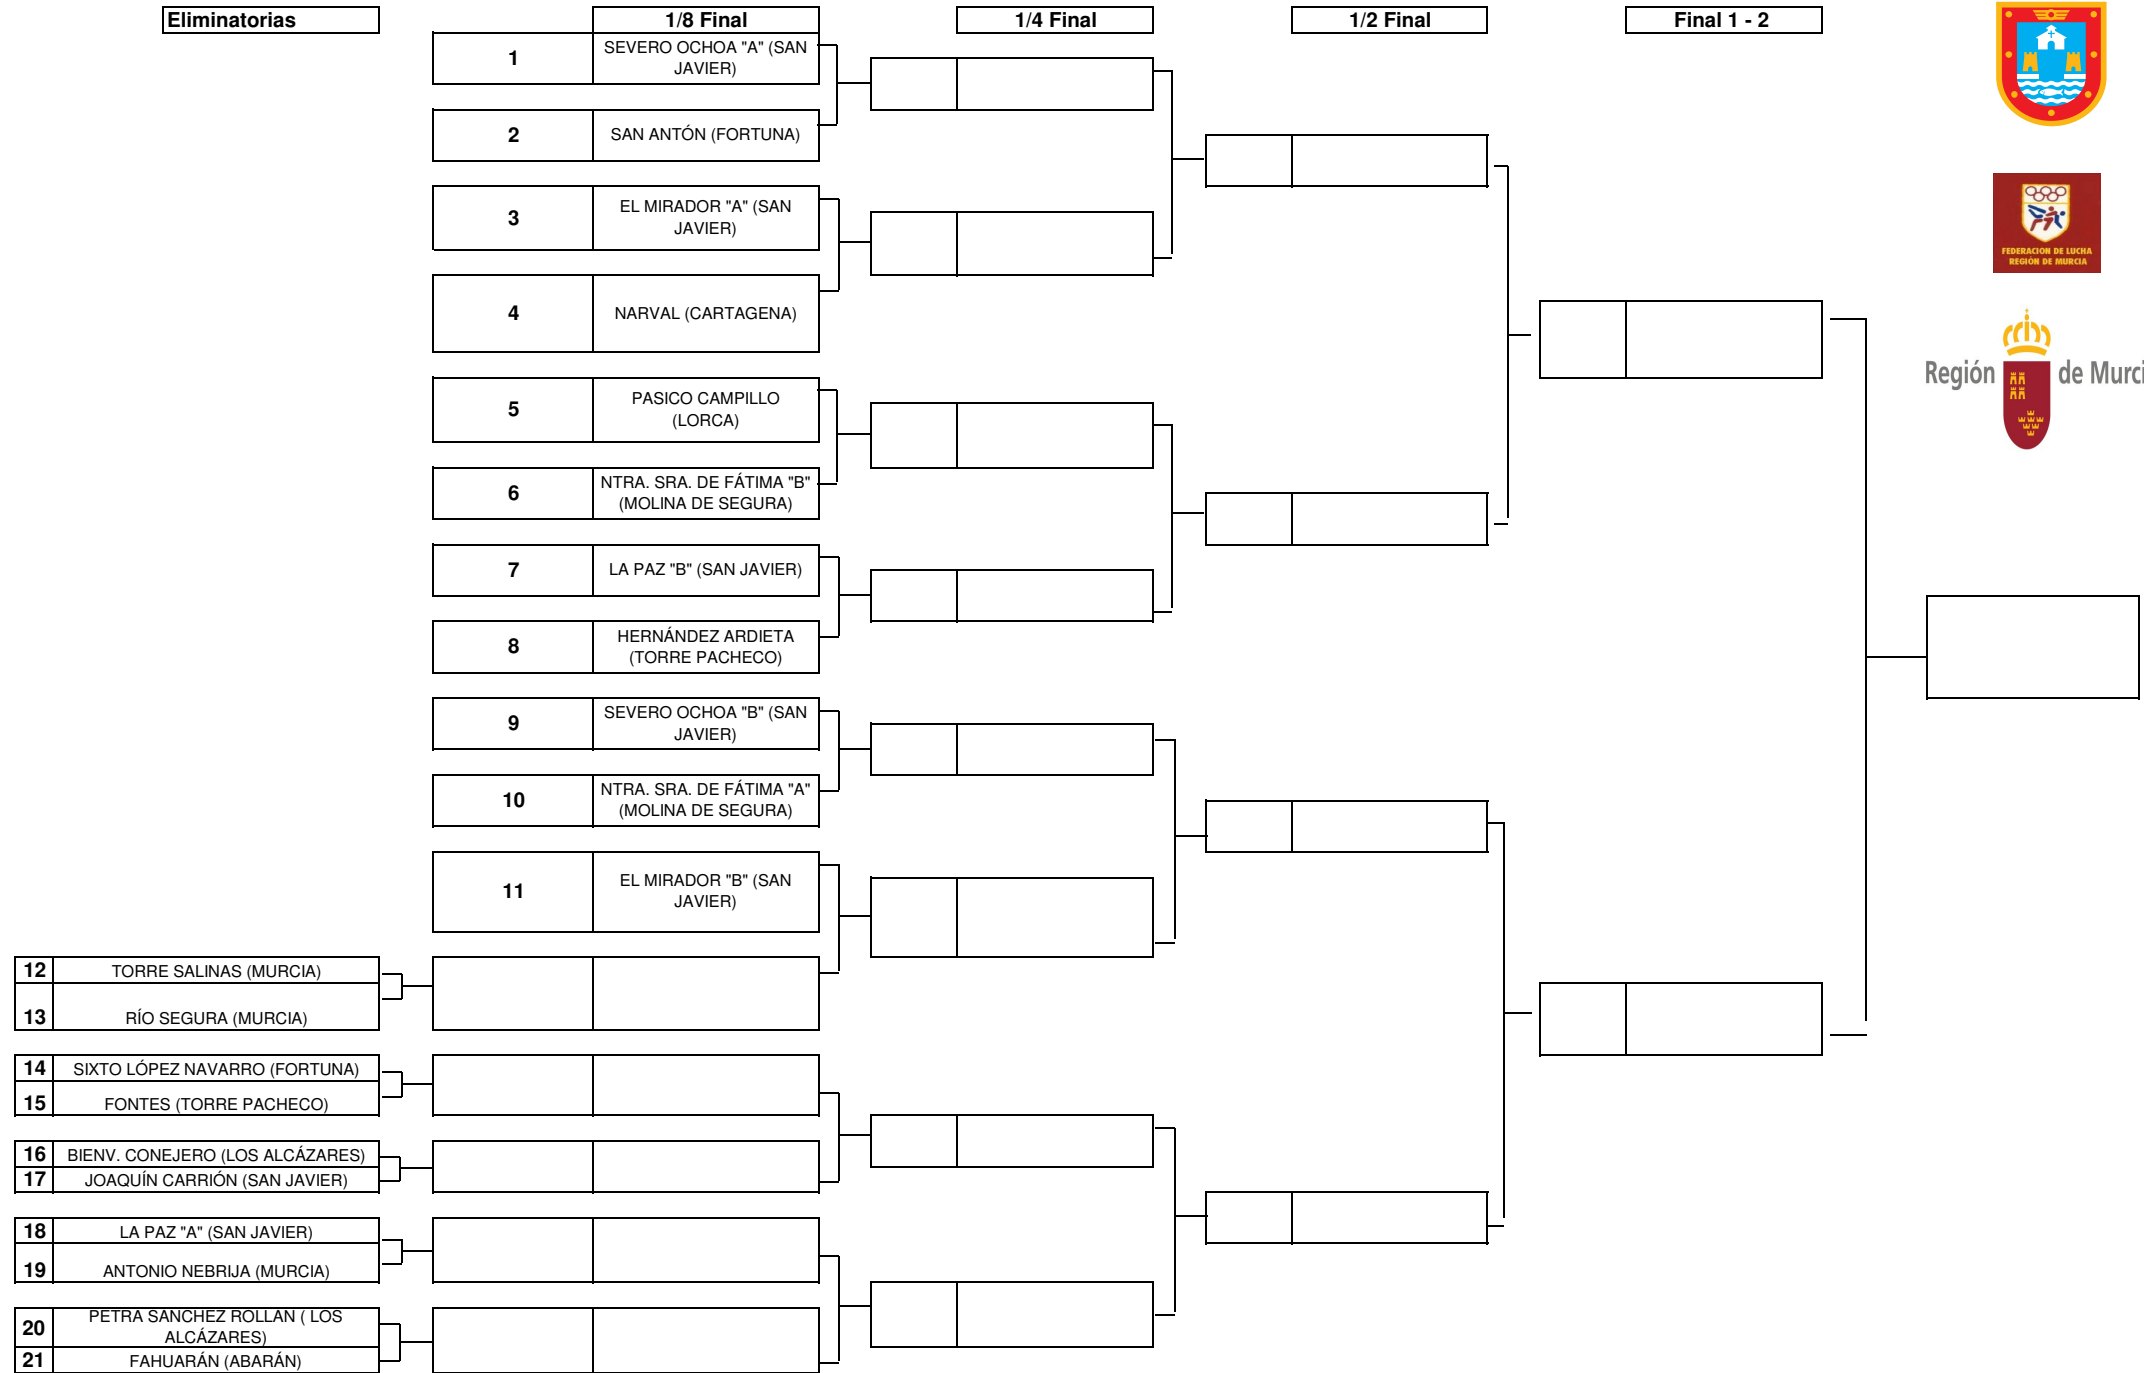 Eliminatorias
1/8 Final
1/4 Final
1/2 Final
Final 1 - 2
1
SEVERO OCHOA "A" (SAN
JAVIER)
2
SAN ANTÓN (FORTUNA)
3
EL MIRADOR "A" (SAN
JAVIER)
4
NARVAL (CARTAGENA)
5
PASICO CAMPILLO
(LORCA)
6
NTRA. SRA. DE FÁTIMA "B"
(MOLINA DE SEGURA)
7
LA PAZ "B" (SAN JAVIER)
8
HERNÁNDEZ ARDIETA
(TORRE PACHECO)
9
SEVERO OCHOA "B" (SAN
JAVIER)
10
NTRA. SRA. DE FÁTIMA "A"
(MOLINA DE SEGURA)
11
EL MIRADOR "B" (SAN
JAVIER)
12
TORRE SALINAS (MURCIA)
13
RÍO SEGURA (MURCIA)
14
SIXTO LÓPEZ NAVARRO (FORTUNA)
15
FONTES (TORRE PACHECO)
16
BIENV. CONEJERO (LOS ALCÁZARES)
17
JOAQUÍN CARRIÓN (SAN JAVIER)
18
LA PAZ "A" (SAN JAVIER)
19
ANTONIO NEBRIJA (MURCIA)
20
PETRA SANCHEZ ROLLAN ( LOS
ALCÁZARES)
21
FAHUARÁN (ABARÁN)
FEDERACION DE LUCHA
REGIÓN DE MURCIA
Región de Murci